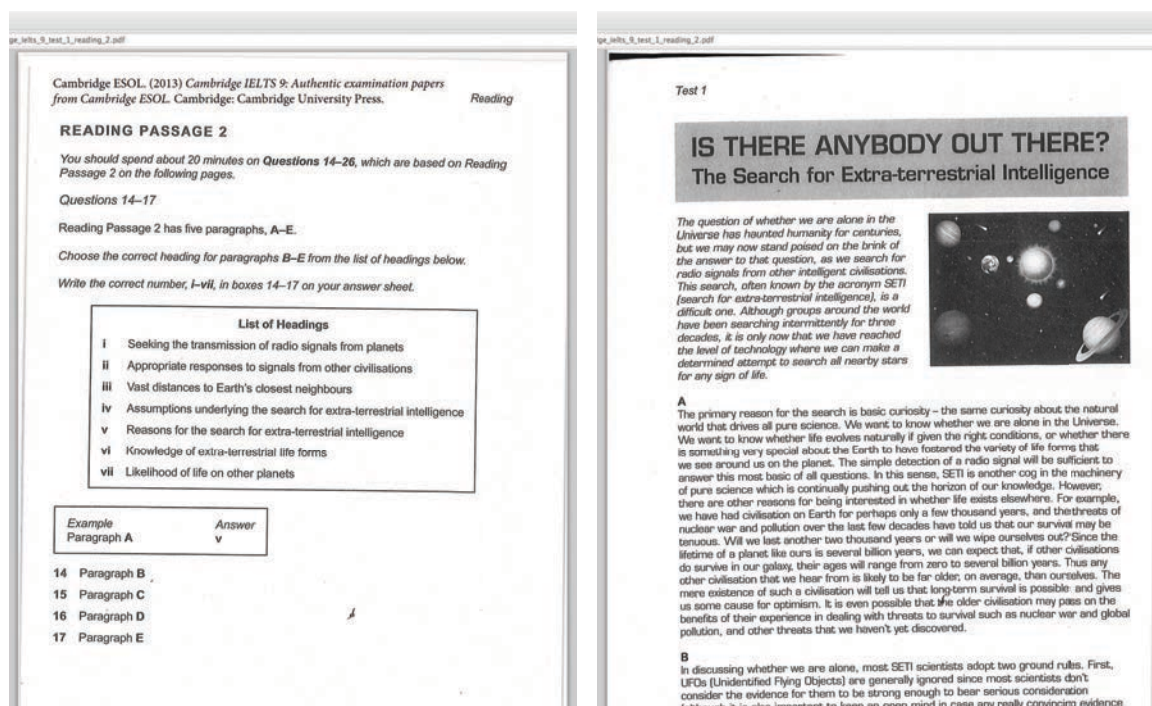 ge_ielts_9_test_1_reading_2.pdf
Cambridge ESOL. (2013) Cambridge IELTS 9: Authentic examination papers
from Cambridge ESOL. Cambridge: Cambridge University Press.
Reading
READING PASSAGE 2
You should spend about 20 minutes on Questions 14–26, which are based on Reading
Passage 2 on the following pages.
Questions 14–17
Reading Passage 2 has five paragraphs, A–E.
Choose the correct heading for paragraphs B–E from the list of headings below.
Write the correct number, i–vii, in boxes 14–17 on your answer sheet.
List of Headings
i Seeking the transmission of radio signals from planets
ii Appropriate responses to signals from other civilisations
iii Vast distances to Earth's closest neighbours
iv Assumptions underlying the search for extra-terrestrial intelligence
v Reasons for the search for extra-terrestrial intelligence
vi Knowledge of extra-terrestrial life forms
vii Likelihood of life on other planets
Example Answer
Paragraph A v
14 Paragraph B
15 Paragraph C
16 Paragraph D
17 Paragraph E
ge_ielts_9_test_1_reading_2.pdf
Test 1
IS THERE ANYBODY OUT THERE?
The Search for Extra-terrestrial Intelligence
The question of whether we are alone in the
Universe has haunted humanity for centuries,
but we may now stand poised on the brink of
the answer to that question, as we search for
radio signals from other intelligent civilisations.
This search, often known by the acronym SETI
(search for extra-terrestrial intelligence), is a
difficult one. Although groups around the world
have been searching intermittently for three
decades, it is only now that we have reached
the level of technology where we can make a
determined attempt to search all nearby stars
for any sign of life.
A
The primary reason for the search is basic curiosity – the same curiosity about the natural
world that drives all pure science. We want to know whether we are alone in the Universe.
We want to know whether life evolves naturally if given the right conditions, or whether there
is something very special about the Earth to have fostered the variety of life forms that
we see around us on the planet. The simple detection of a radio signal will be sufficient to
answer this most basic of all questions. In this sense, SETI is another cog in the machinery
of pure science which is continually pushing out the horizon of our knowledge. However,
there are other reasons for being interested in whether life exists elsewhere. For example,
we have had civilisation on Earth for perhaps only a few thousand years, and the threats of
nuclear war and pollution over the last few decades have told us that our survival may be
tenuous. Will we last another two thousand years or will we wipe ourselves out? Since the
lifetime of a planet like ours is several billion years, we can expect that, if other civilisations
do survive in our galaxy, their ages will range from zero to several billion years. Thus any
other civilisation that we hear from is likely to be far older, on average, than ourselves. The
mere existence of such a civilisation will tell us that long-term survival is possible and gives
us some cause for optimism. It is even possible that the older civilisation may pass on the
benefits of their experience in dealing with threats to survival such as nuclear war and global
pollution, and other threats that we haven't yet discovered.
B
In discussing whether we are alone, most SETI scientists adopt two ground rules. First,
UFOs (Unidentified Flying Objects) are generally ignored since most scientists don't
consider the evidence for them to be strong enough to bear serious consideration
(although it is also important to keep an open mind in case any really convincing evidence